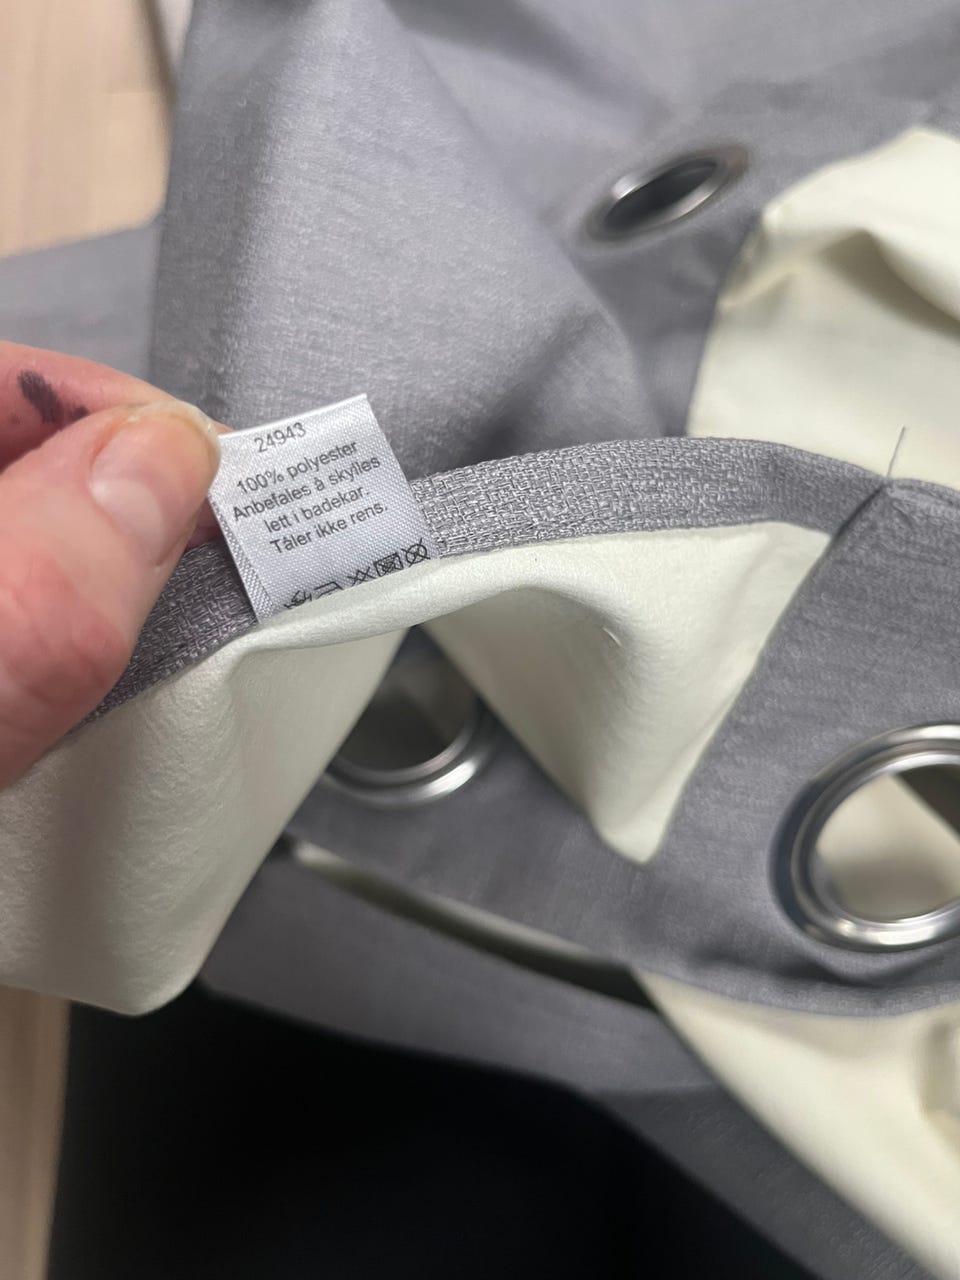 24943
100% polyester
Anbefales å skylles
lett i badekar.
Tåler ikke rens.